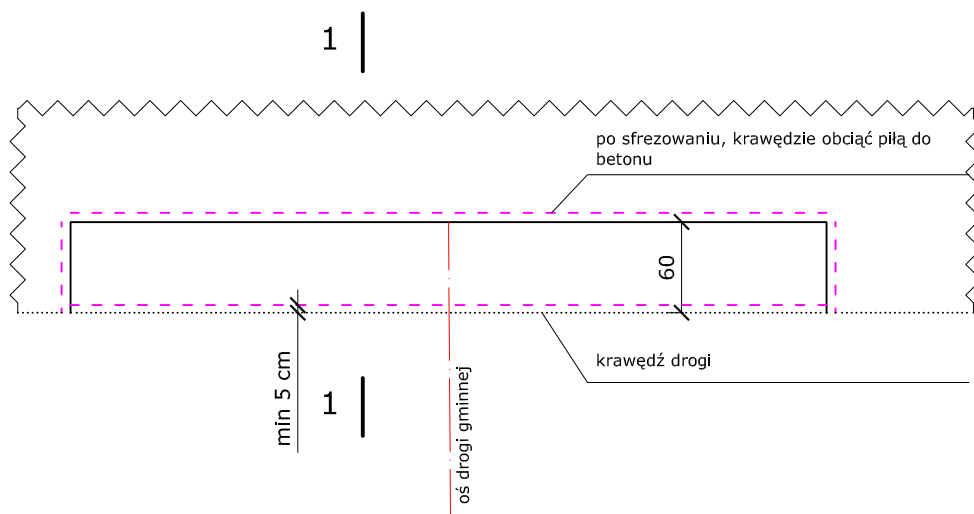 1
po sfrezowaniu, krawędzie obciąć piłą do
betonu
60
krawędź drogi
min 5 cm
1
oś drogi gminnej